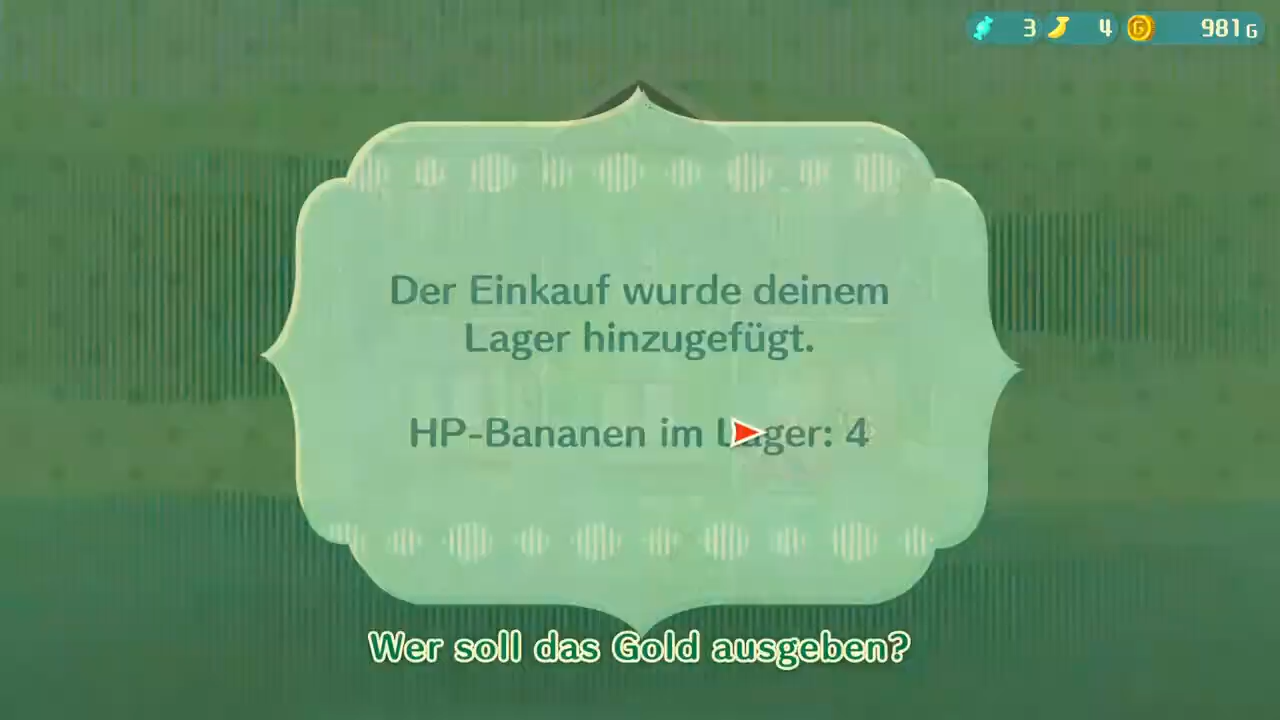 3 4 981G
Der Einkauf wurde deinem
Lager hinzugefügt.
HP-Bananen im Lager: 4
Wer soll das Gold ausgeben?